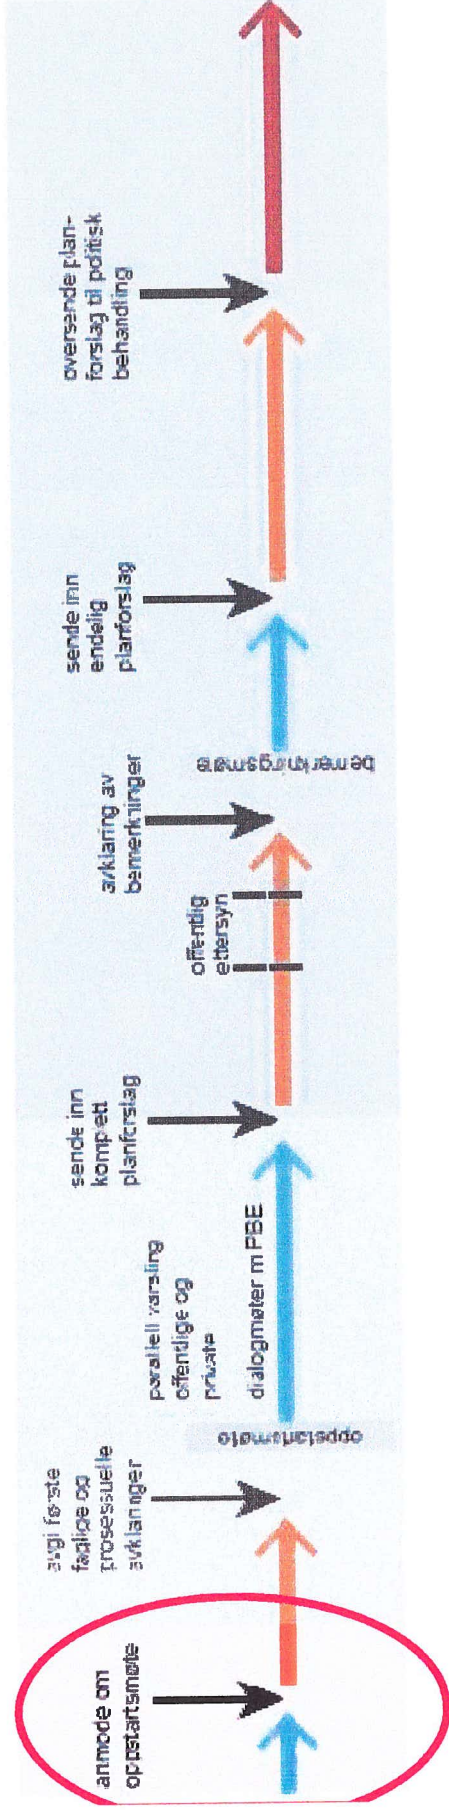 anmode om
oppstartsmøte
avgi første
faglige og
prosessuelle
avklaringer
oppstartsmøte
parallell varsling
offentlige og
private
dialogmøter m PBE
sende inn
komplett
planforslag
offentlig
ettersyn
avklaring av
bemerkninger
bemerkningsmøte
sende inn
endelig
planforslag
oversende plan-
forslag til politisk
behandling